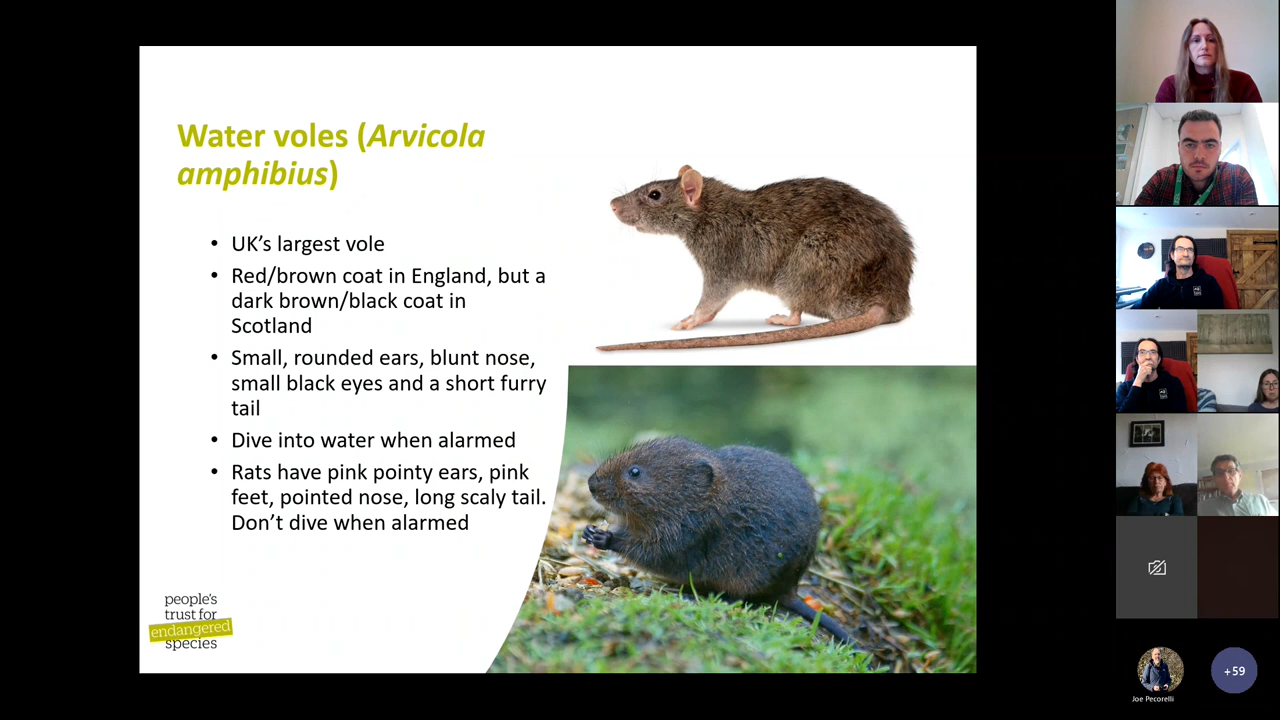 Water voles (Arvicola
amphibius)
• UK’s largest vole
• Red/brown coat in England, but a
dark brown/black coat in
Scotland
• Small, rounded ears, blunt nose,
small black eyes and a short furry
tail
• Dive into water when alarmed
• Rats have pink pointy ears, pink
feet, pointed nose, long scaly tail.
Don’t dive when alarmed
people’s
trust for
endangered
species
Joe Pecorelli
+59